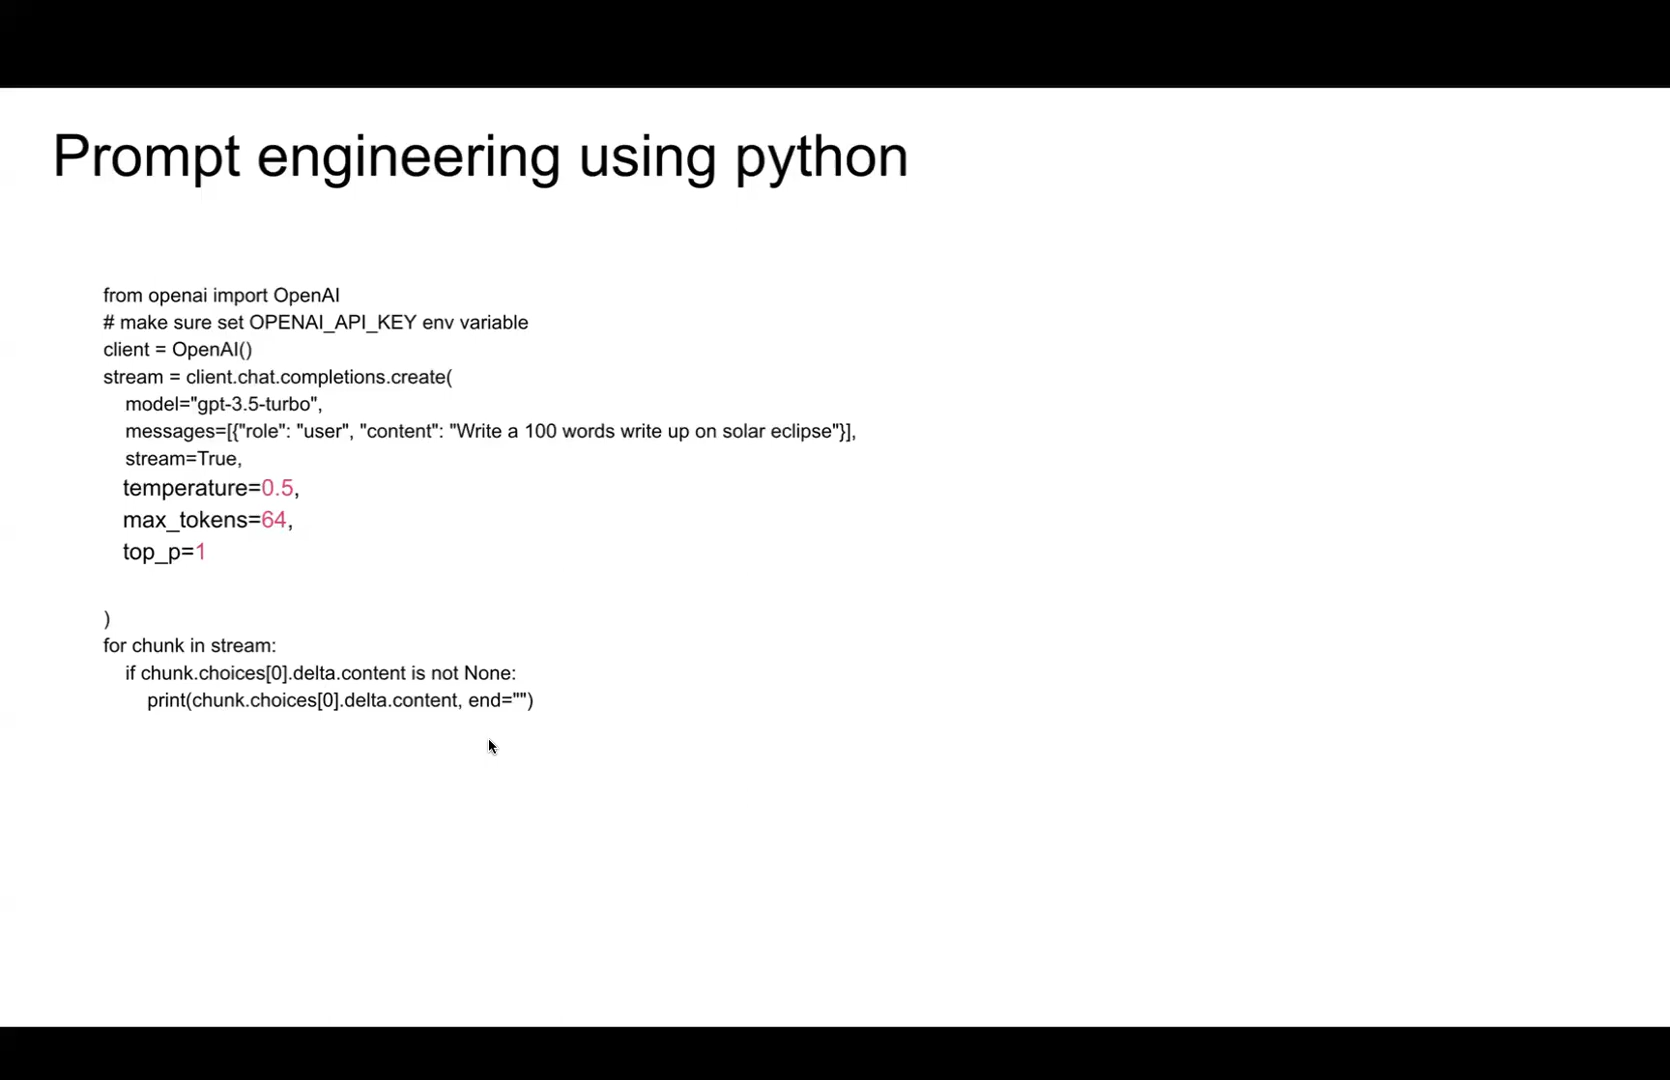 Prompt engineering using python
from openai import OpenAI
# make sure set OPENAI_API_KEY env variable
client = OpenAI()
stream = client.chat.completions.create(
    model="gpt-3.5-turbo",
    messages=[{"role": "user", "content": "Write a 100 words write up on solar eclipse"}],
    stream=True,
    temperature=0.5,
    max_tokens=64,
    top_p=1
)
for chunk in stream:
    if chunk.choices[0].delta.content is not None:
        print(chunk.choices[0].delta.content, end="")